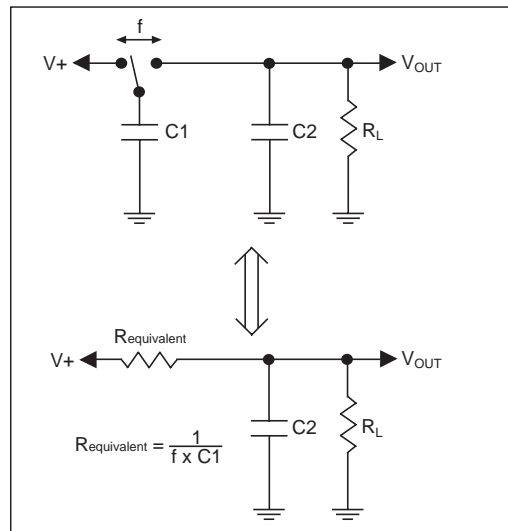 f
V+
VOUT
C1
C2
RL
Requivalent
V+
VOUT
C2
RL
Requivalent = 1 / f x C1